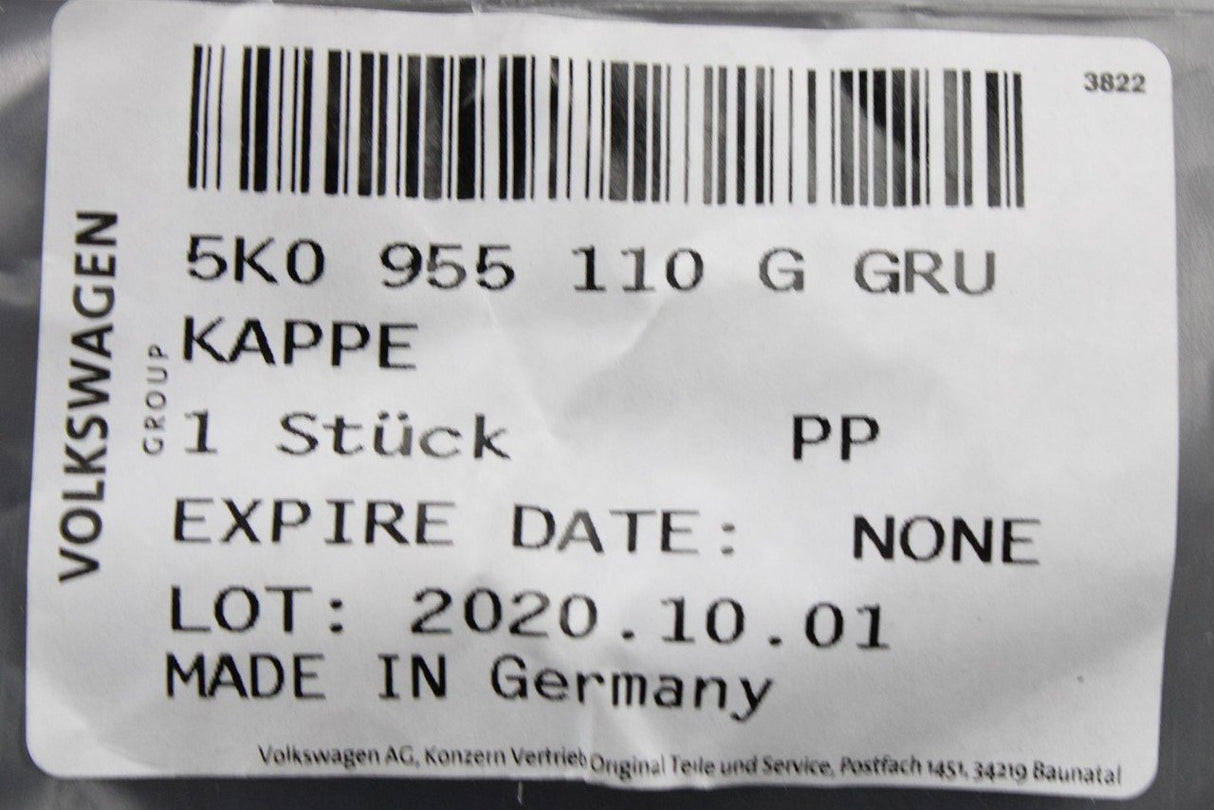 3822
5K0 955 110 G GRU
KAPPE
1 Stück PP
EXPIRE DATE: NONE
LOT: 2020.10.01
MADE IN Germany
VOLKSWAGEN
GROUP
Volkswagen AG, Konzern Vertrieb Original Teile und Service, Postfach 1451, 34219 Baunatal